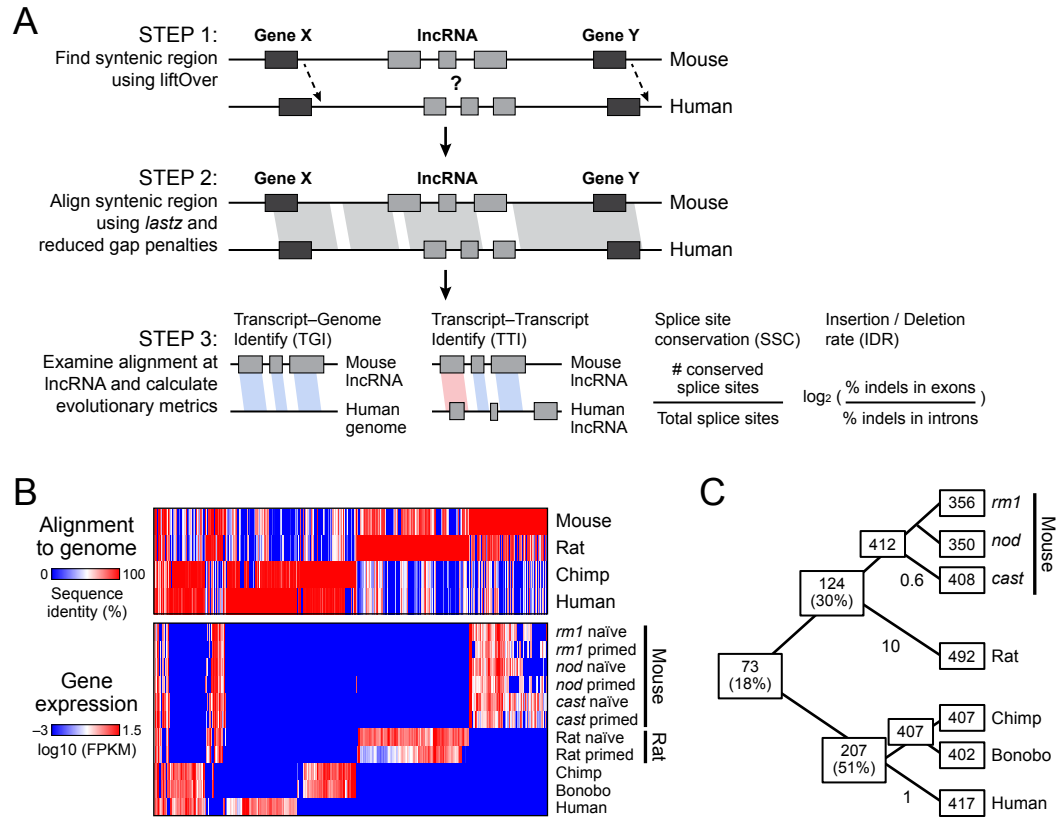 A
STEP 1:
Find syntenic region
using liftOver
Gene X
lncRNA
Gene Y
Mouse
?
Human
STEP 2:
Align syntenic region
using lastz and
reduced gap penalties
Gene X
lncRNA
Gene Y
Mouse
Human
STEP 3:
Examine alignment at
lncRNA and calculate
evolutionary metrics
Transcript–Genome
Identify (TGI)
Mouse
lncRNA
Human
genome
Transcript–Transcript
Identify (TTI)
Mouse
lncRNA
Human
lncRNA
Splice site
conservation (SSC)
# conserved
splice sites
Total splice sites
Insertion / Deletion
rate (IDR)
log2 ( % indels in exons )
% indels in introns
B
Alignment
to genome
0 100
Sequence
identity (%)
Mouse
Rat
Chimp
Human
Gene
expression
–3 1.5
log10 (FPKM)
rm1 naïve
rm1 primed
nod naïve
nod primed
cast naïve
cast primed
Mouse
Rat naïve
Rat primed
Rat
Chimp
Bonobo
Human
C
356 rm1
350 nod
408 cast
Mouse
412
0.6
124
(30%)
10
492 Rat
73
(18%)
407 Chimp
407
402 Bonobo
207
(51%)
1
417 Human